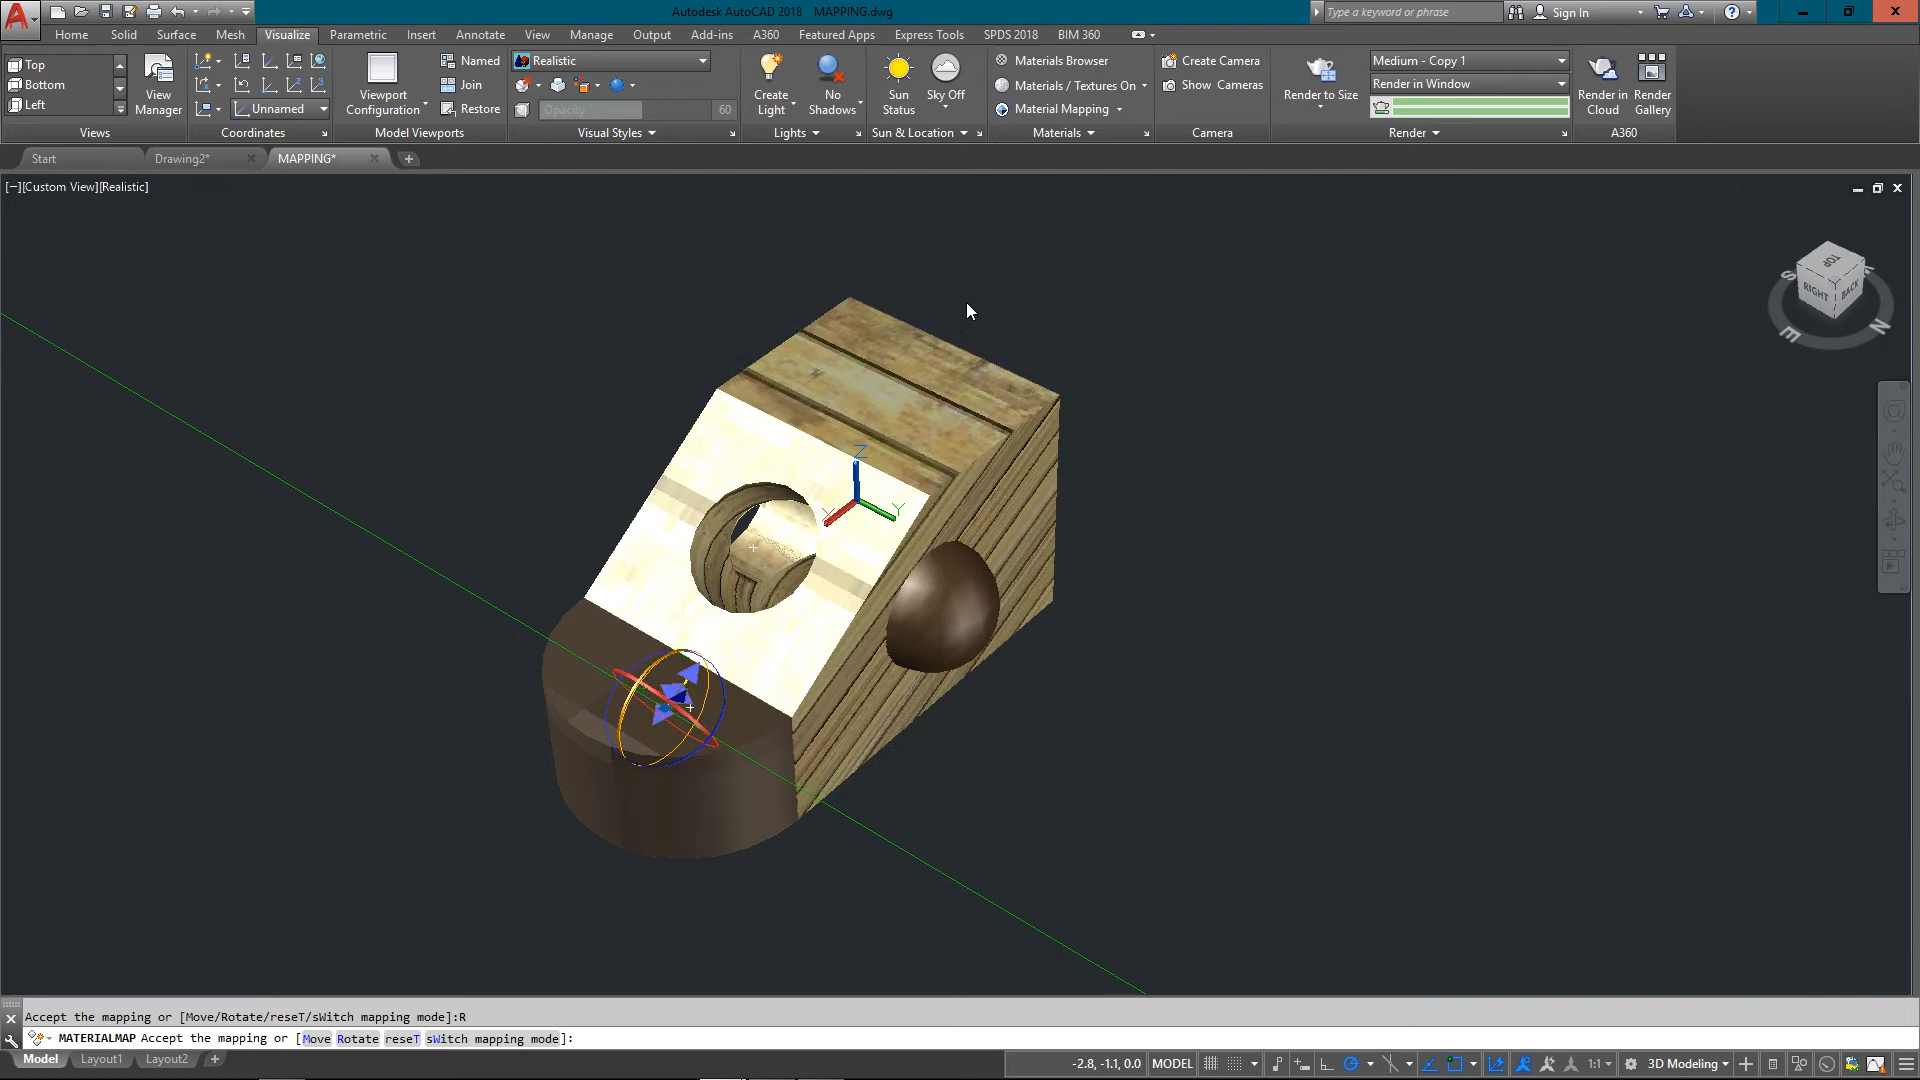 Autodesk AutoCAD 2018 MAPPING.dwg
Type a keyword or phrase
Sign In
Home Solid Surface Mesh Visualize Parametric Insert Annotate View Manage Output Add-ins A360 Featured Apps Express Tools SPDS 2018 BIM 360
Top
Bottom
Left
View
Manager
Unnamed
Viewport
Configuration
Named
Join
Restore
Realistic
Opacity 60
Create
Light
No
Shadows
Sun
Status
Sky Off
Materials Browser
Materials / Textures On
Material Mapping
Create Camera
Show Cameras
Render to Size
Medium - Copy 1
Render in Window
Render in
Cloud
Render
Gallery
Views Coordinates Model Viewports Visual Styles Lights Sun & Location Materials Camera Render A360
Start Drawing2* MAPPING*
[−][Custom View][Realistic]
TOP
RIGHT
BACK
S
E
N
Z
X
Y
Accept the mapping or [Move/Rotate/reseT/sWitch mapping mode]:R
MATERIALMAP Accept the mapping or [Move Rotate reseT sWitch mapping mode]:
Model Layout1 Layout2
-2.8, -1.1, 0.0 MODEL 1:1 3D Modeling